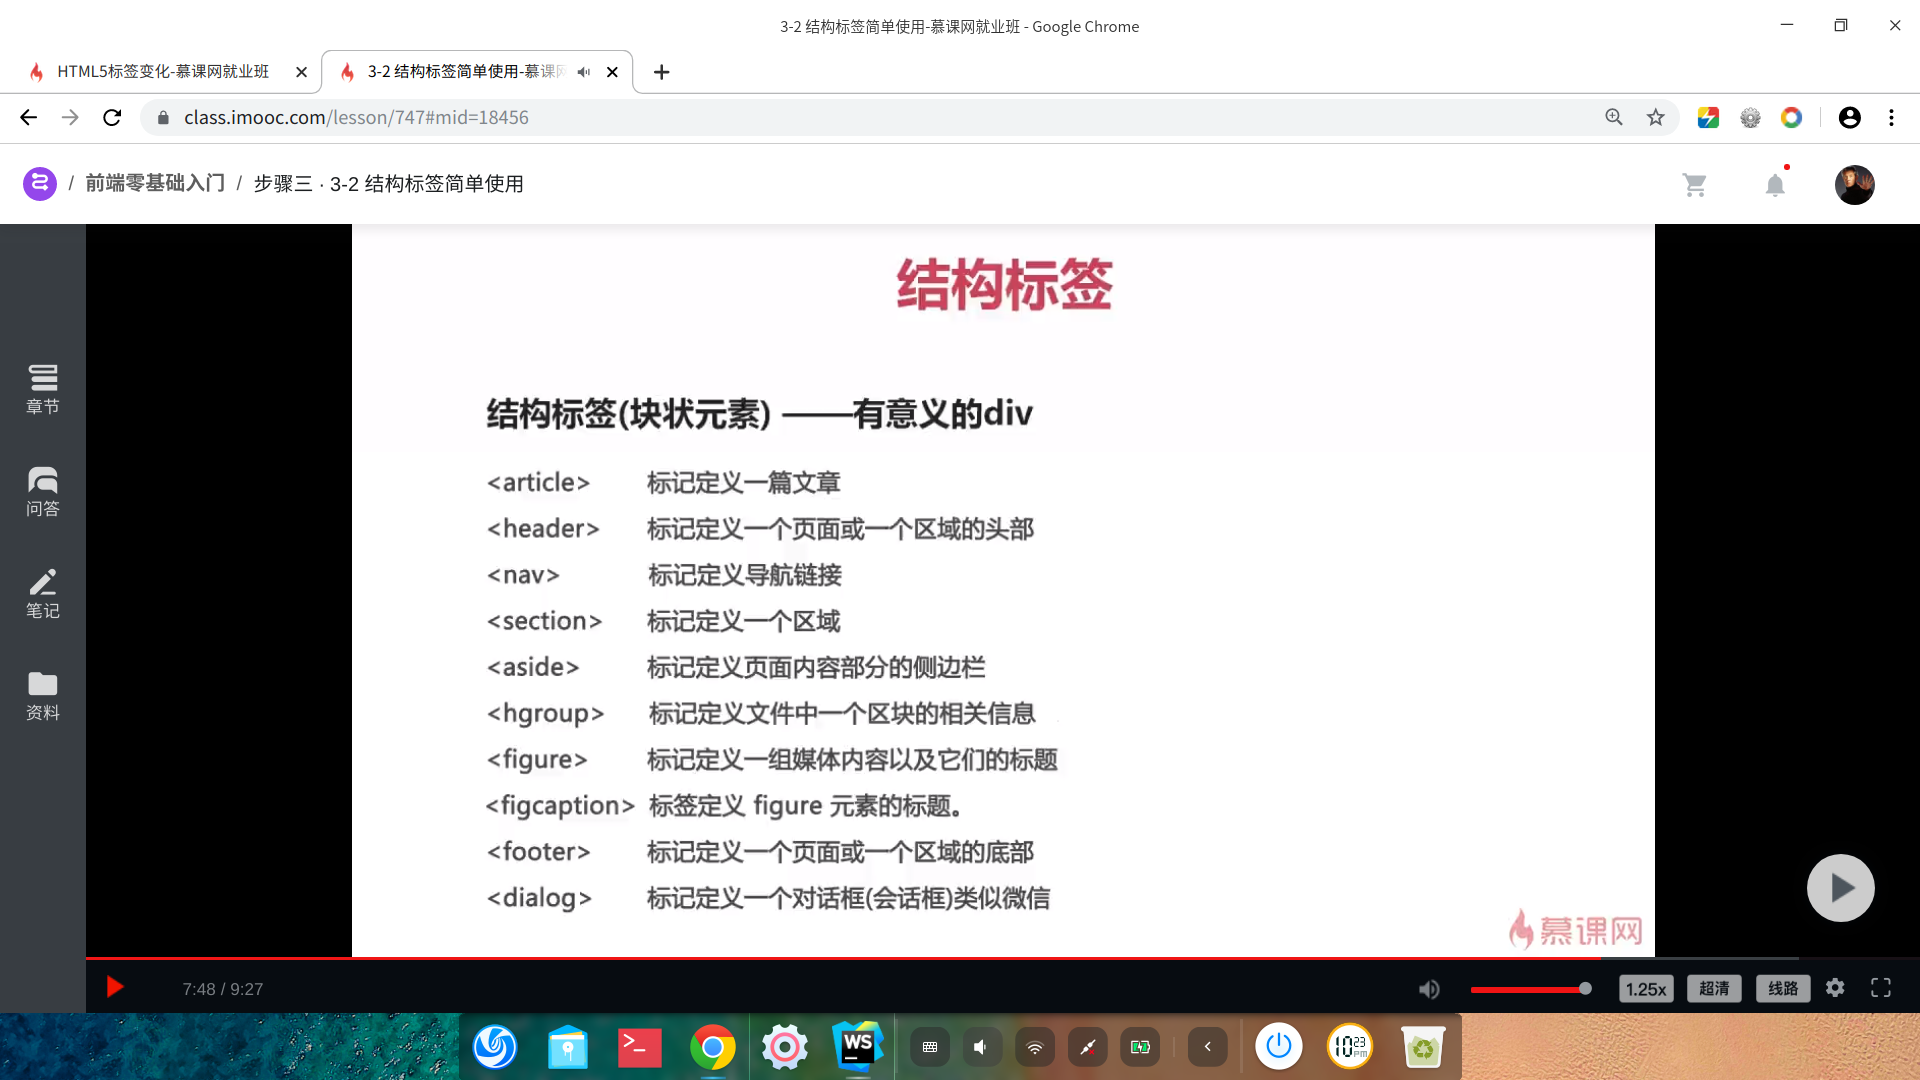 3-2 结构标签简单使用-慕课网就业班 - Google Chrome
HTML5标签变化-慕课网就业班
3-2 结构标签简单使用-慕课网
class.imooc.com/lesson/747#mid=18456
/ 前端零基础入门 / 步骤三 · 3-2 结构标签简单使用
章节
问答
笔记
资料
结构标签
结构标签(块状元素) ——有意义的div
<article> 标记定义一篇文章
<header> 标记定义一个页面或一个区域的头部
<nav> 标记定义导航链接
<section> 标记定义一个区域
<aside> 标记定义页面内容部分的侧边栏
<hgroup> 标记定义文件中一个区块的相关信息
<figure> 标记定义一组媒体内容以及它们的标题
<figcaption> 标签定义 figure 元素的标题。
<footer> 标记定义一个页面或一个区域的底部
<dialog> 标记定义一个对话框(会话框)类似微信
慕课网
7:48 / 9:27
1.25x
超清
线路
WS
10 23 PM